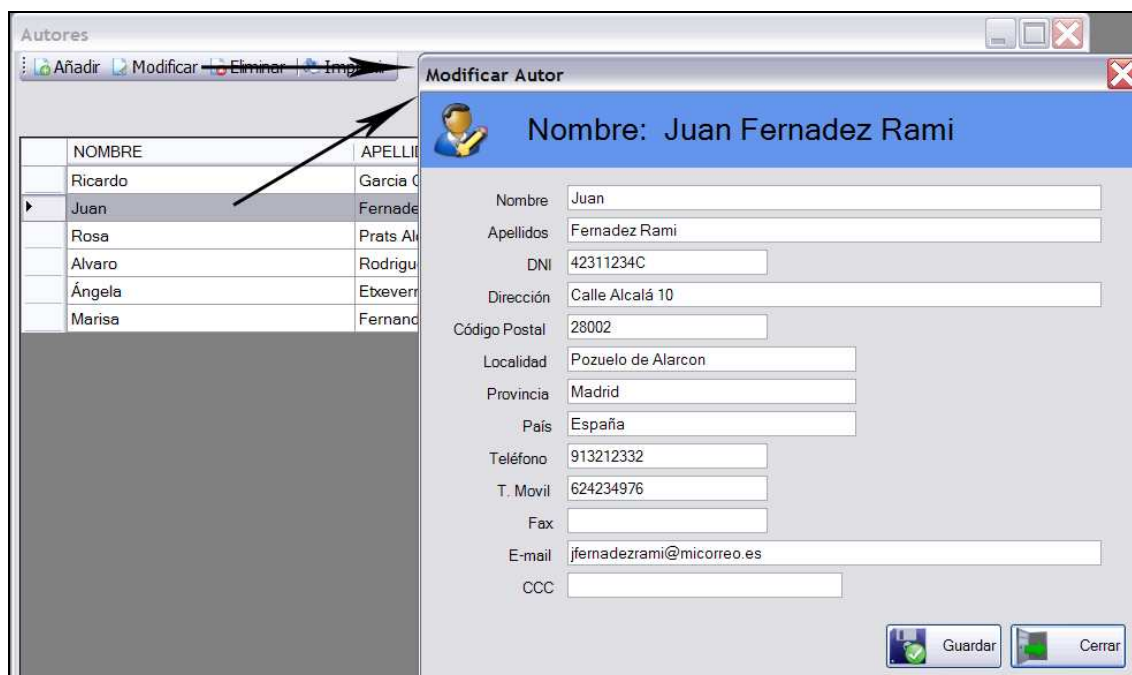 Autores
Añadir Modificar Eliminar
Modificar Autor
Nombre: Juan Fernadez Rami
NOMBRE
Ricardo Garcia
Juan
Rosa Prats
Alvaro
Ángela
Marisa
Nombre Juan
Apellidos Fernadez Rami
DNI 42311234C
Dirección Calle Alcalá 10
Código Postal 28002
Localidad Pozuelo de Alarcon
Provincia Madrid
País España
Teléfono 913212332
T. Movil 624234976
Fax
E-mail jfernadezrami@micorreo.es
CCC
Guardar Cerrar